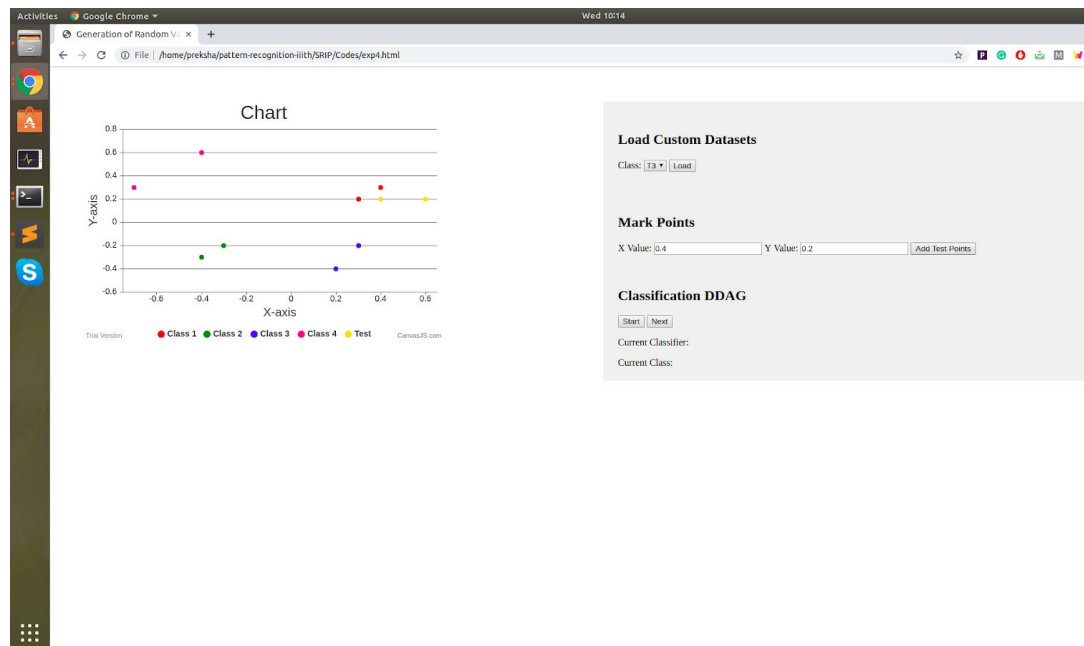 Activities Google Chrome ▾ Wed 10:14
Generation of Random Va × +
File | /home/preksha/pattern-recognition-iiith/SRIP/Codes/exp4.html
Chart
0.8
0.6
0.4
0.2
0
-0.2
-0.4
-0.6
Y-axis
-0.6 -0.4 -0.2 0 0.2 0.4 0.6
X-axis
Class 1 Class 2 Class 3 Class 4 Test
Trial Version CanvasJS.com
Load Custom Datasets
Class: T3 Load
Mark Points
X Value: 0.4 Y Value: 0.2 Add Test Points
Classification DDAG
Start Next
Current Classifier:
Current Class: